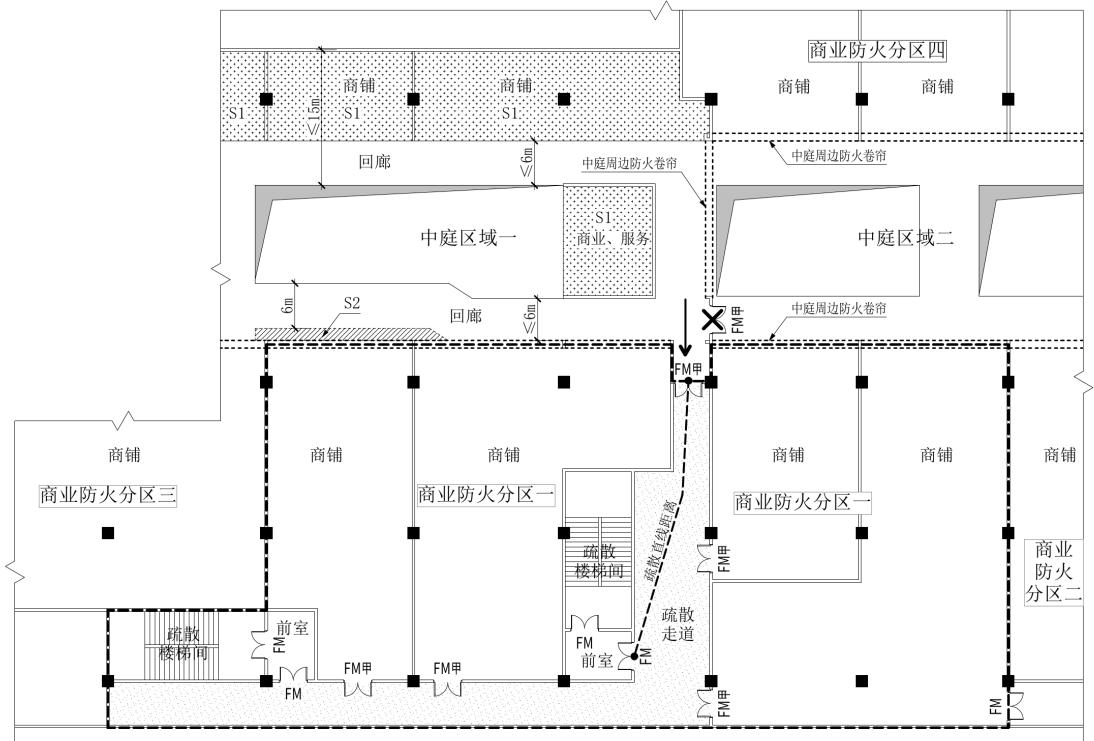 商业防火分区四
商铺
商铺
商铺
商铺
S1
S1
S1
≤15m
回廊
≤6m
中庭周边防火卷帘
中庭周边防火卷帘
S1
商业、服务
中庭区域一
中庭区域二
6m
S2
回廊
≤6m
FM甲
中庭周边防火卷帘
FM甲
商铺
商铺
商铺
商铺
商铺
商铺
商业防火分区三
商业防火分区一
商业防火分区一
疏散直线距离
疏散
楼梯间
FM甲
商业
防火
分区二
疏散
走道
疏散
楼梯间
前室
FM
FM
前室
FM
FM甲
FM甲
FM
FM甲
FM